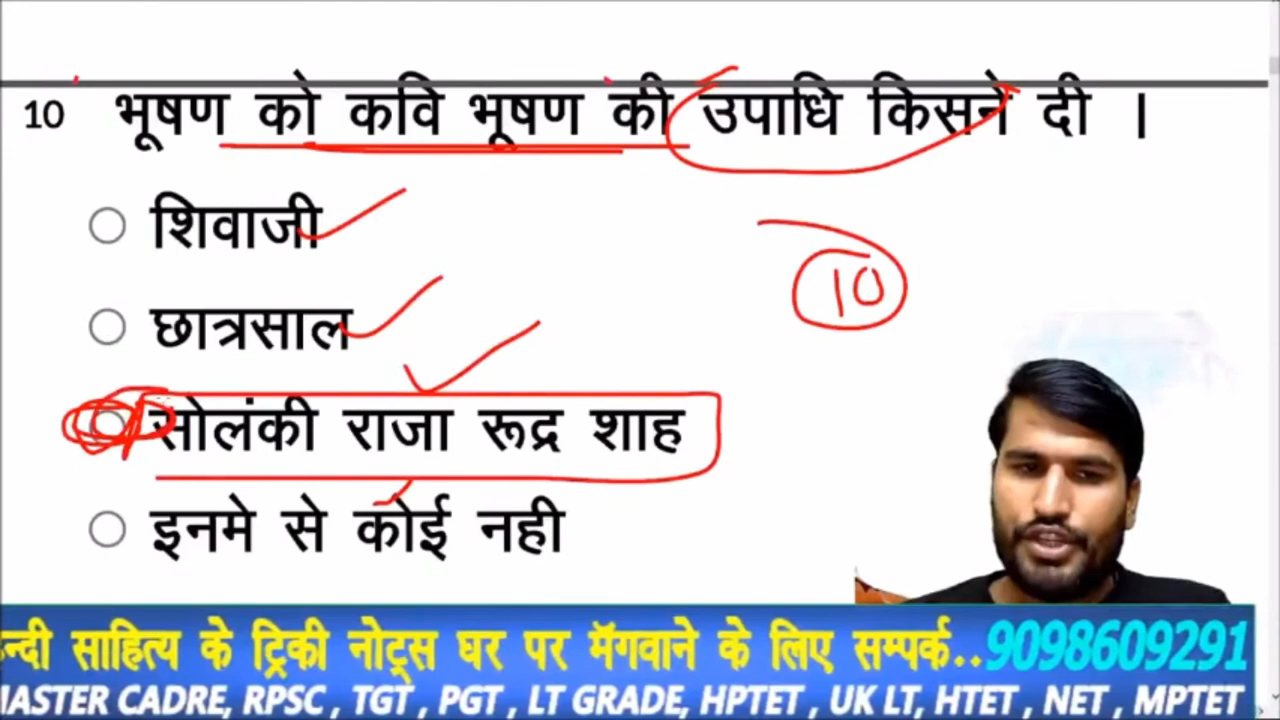 10 भूषण को कवि भूषण की उपाधि किसने दी ।
शिवाजी
10
छात्रसाल
सोलंकी राजा रूद्र शाह
इनमे से कोई नही
न्दी साहित्य के ट्रिकी नोट्स घर पर मॅगवाने के लिए सम्पर्क..9098609291
MASTER CADRE, RPSC , TGT , PGT , LT GRADE, HPTET , UK LT, HTET , NET , MPTET